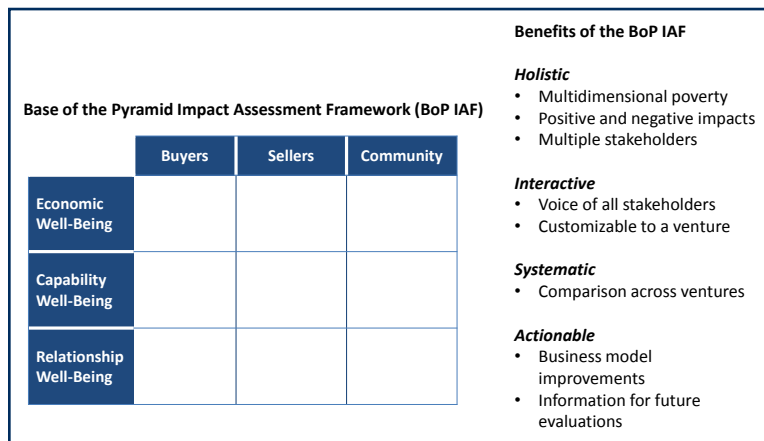 Base of the Pyramid Impact Assessment Framework (BoP IAF)
Buyers Sellers Community
Economic
Well-Being
Capability
Well-Being
Relationship
Well-Being
Benefits of the BoP IAF
Holistic
• Multidimensional poverty
• Positive and negative impacts
• Multiple stakeholders
Interactive
• Voice of all stakeholders
• Customizable to a venture
Systematic
• Comparison across ventures
Actionable
• Business model
improvements
• Information for future
evaluations